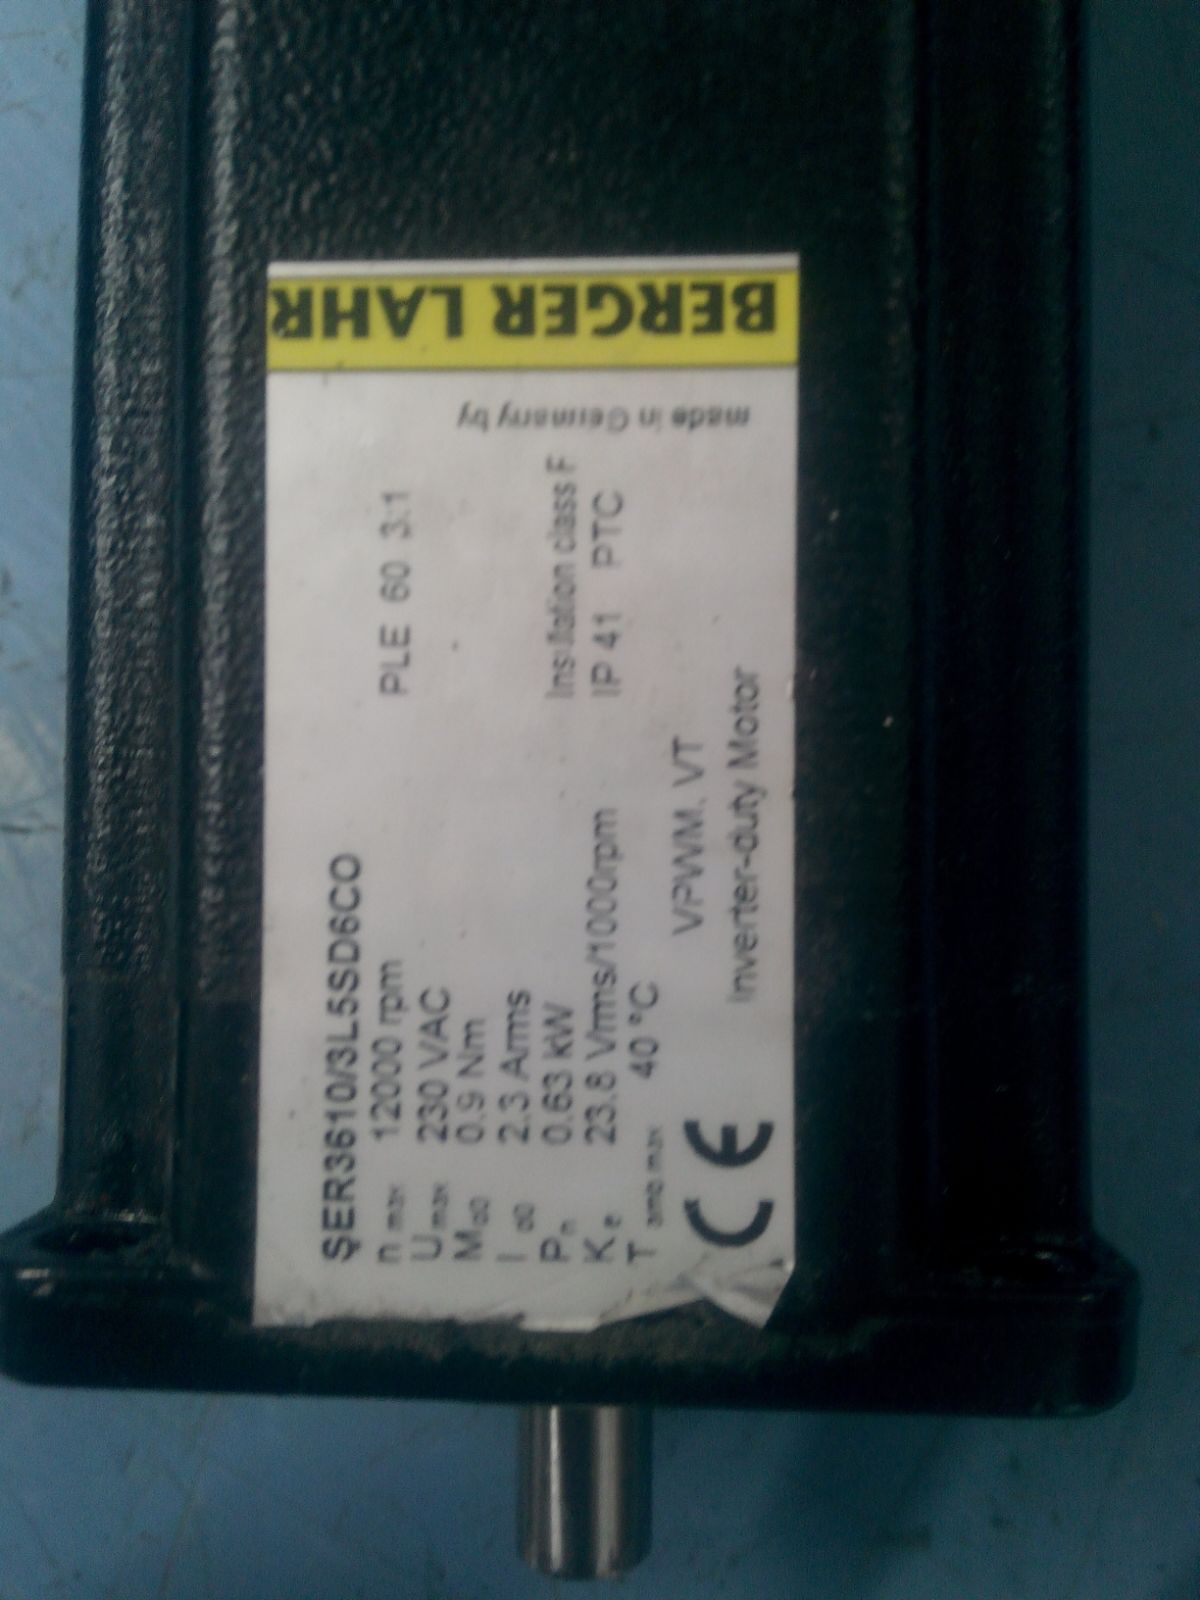 SER3610/3L5SD6CO
n max 12000 rpm PLE 60 3:1
U max 230 VAC
M d0 0.9 Nm
I d0 2.3 Arms
P n 0.63 kW Insulation class F
K e 23.8 Vrms/1000rpm IP 41 PTC
T amb max 40 °C
CE VPWM, VT
Inverter-duty Motor
made in Germany by
BERGER LAHR